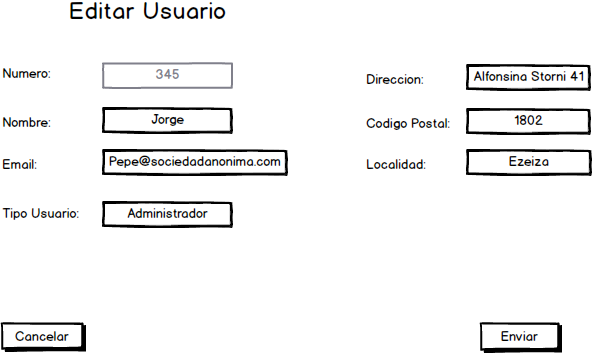 Editar Usuario
Numero: 345
Direccion: Alfonsina Storni 41
Nombre: Jorge
Codigo Postal: 1802
Email: Pepe@sociedadanonima.com
Localidad: Ezeiza
Tipo Usuario: Administrador
Cancelar
Enviar